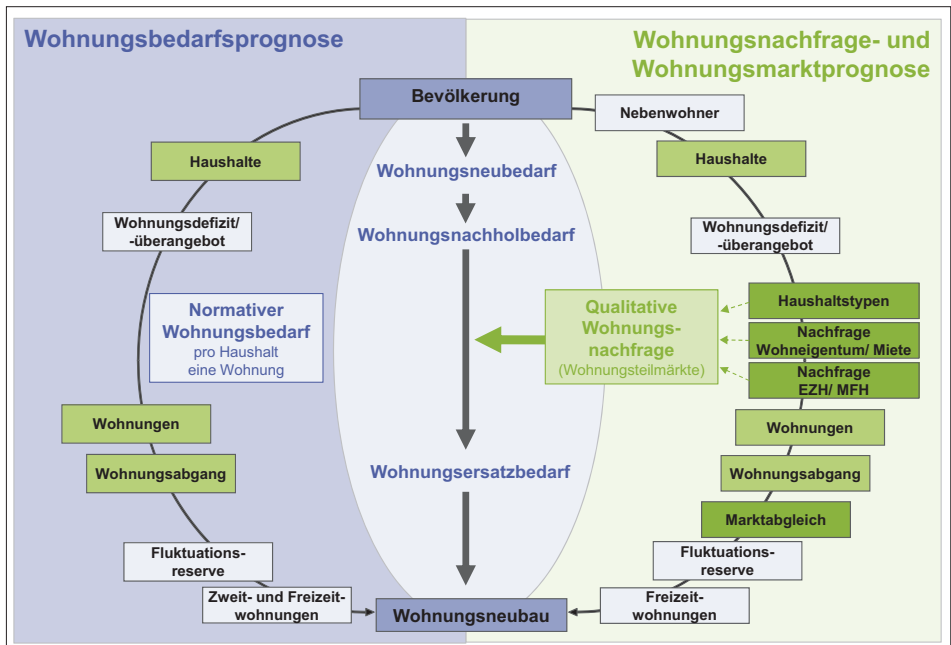 Wohnungsbedarfsprognose
Wohnungsnachfrage- und
Wohnungsmarktprognose
Bevölkerung
Nebenwohner
Haushalte
Wohnungsneubedarf
Haushalte
Wohnungsdefizit/
-überangebot
Wohnungsnachholbedarf
Wohnungsdefizit/
-überangebot
Normativer
Wohnungsbedarf
pro Haushalt
eine Wohnung
Qualitative
Wohnungs-
nachfrage
(Wohnungsteilmärkte)
Haushaltstypen
Nachfrage
Wohneigentum/ Miete
Nachfrage
EZH/ MFH
Wohnungen
Wohnungen
Wohnungsabgang
Wohnungsersatzbedarf
Wohnungsabgang
Marktabgleich
Fluktuations-
reserve
Fluktuations-
reserve
Zweit- und Freizeit-
wohnungen
Wohnungsneubau
Freizeit-
wohnungen